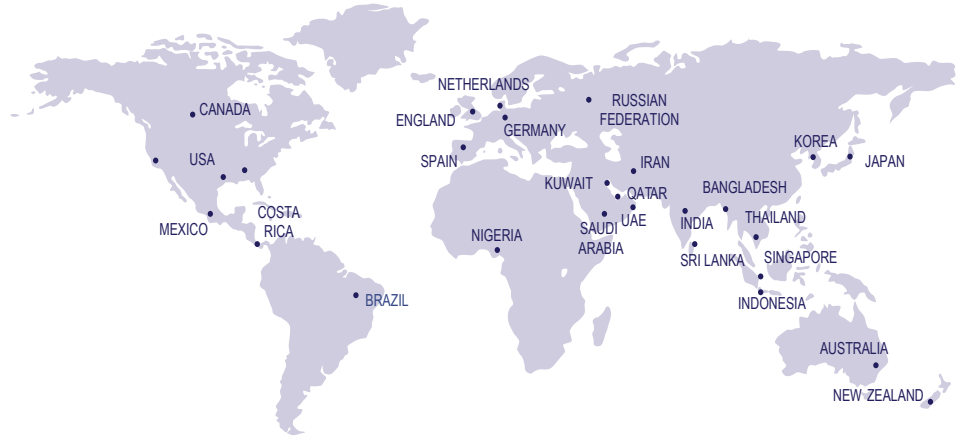 NETHERLANDS
CANADA
ENGLAND
RUSSIAN
FEDERATION
GERMANY
KOREA
USA
SPAIN
IRAN
JAPAN
KUWAIT
QATAR
BANGLADESH
COSTA
RICA
MEXICO
NIGERIA
SAUDI
ARABIA
UAE
INDIA
THAILAND
SRI LANKA
SINGAPORE
BRAZIL
INDONESIA
AUSTRALIA
NEW ZEALAND